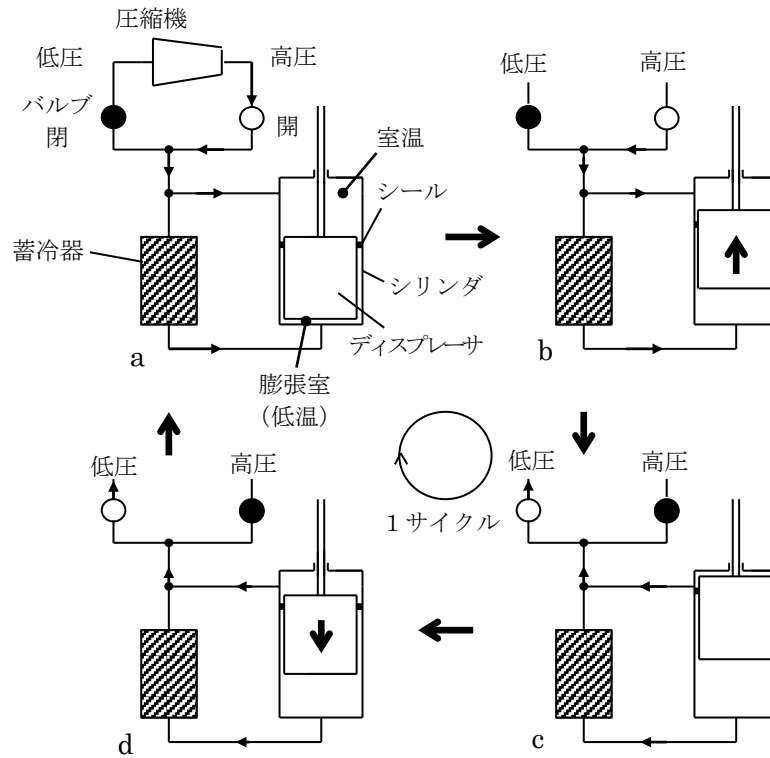 圧縮機
低圧
高圧
バルブ
閉
開
室温
シール
蓄冷器
シリンダ
ディスプレーサ
a
膨張室
(低温)
低圧
高圧
b
低圧
高圧
d
1サイクル
低圧
高圧
c